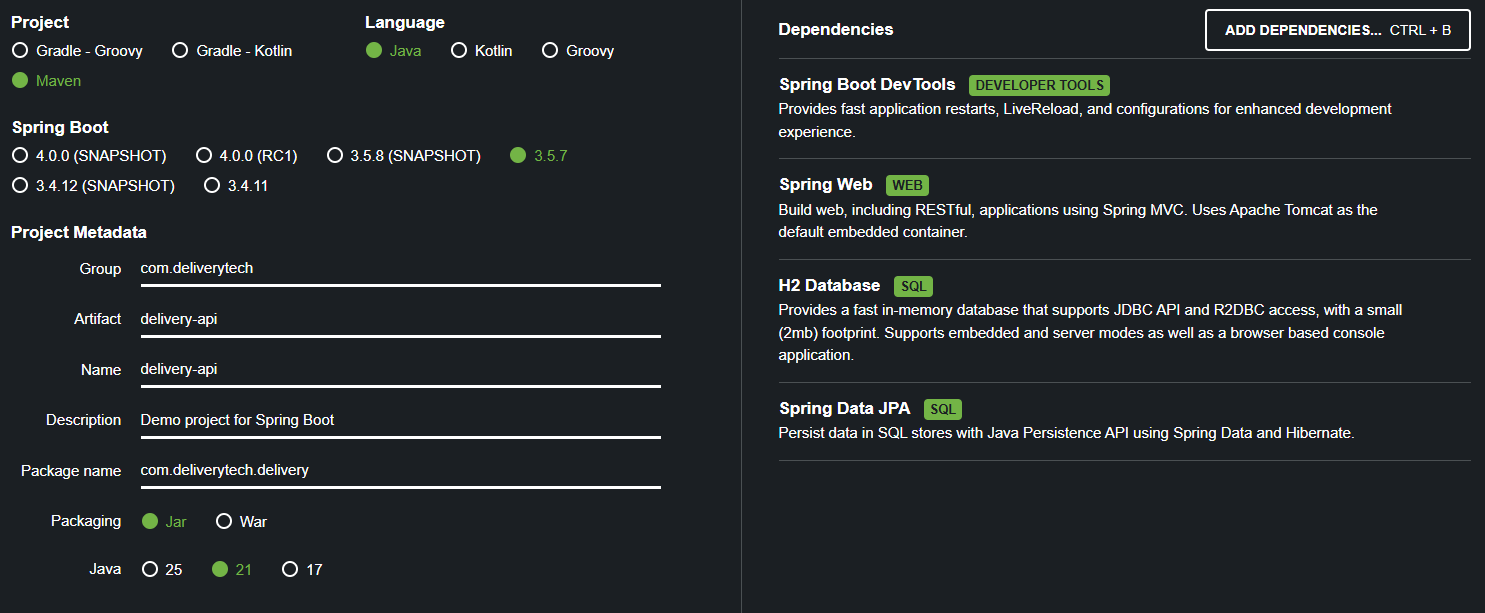 Project
Gradle - Groovy Gradle - Kotlin
Maven
Language
Java Kotlin Groovy
Spring Boot
4.0.0 (SNAPSHOT) 4.0.0 (RC1) 3.5.8 (SNAPSHOT) 3.5.7
3.4.12 (SNAPSHOT) 3.4.11
Project Metadata
Group com.deliverytech
Artifact delivery-api
Name delivery-api
Description Demo project for Spring Boot
Package name com.deliverytech.delivery
Packaging Jar War
Java 25 21 17
Dependencies ADD DEPENDENCIES... CTRL + B
Spring Boot DevTools DEVELOPER TOOLS
Provides fast application restarts, LiveReload, and configurations for enhanced development
experience.
Spring Web WEB
Build web, including RESTful, applications using Spring MVC. Uses Apache Tomcat as the
default embedded container.
H2 Database SQL
Provides a fast in-memory database that supports JDBC API and R2DBC access, with a small
(2mb) footprint. Supports embedded and server modes as well as a browser based console
application.
Spring Data JPA SQL
Persist data in SQL stores with Java Persistence API using Spring Data and Hibernate.